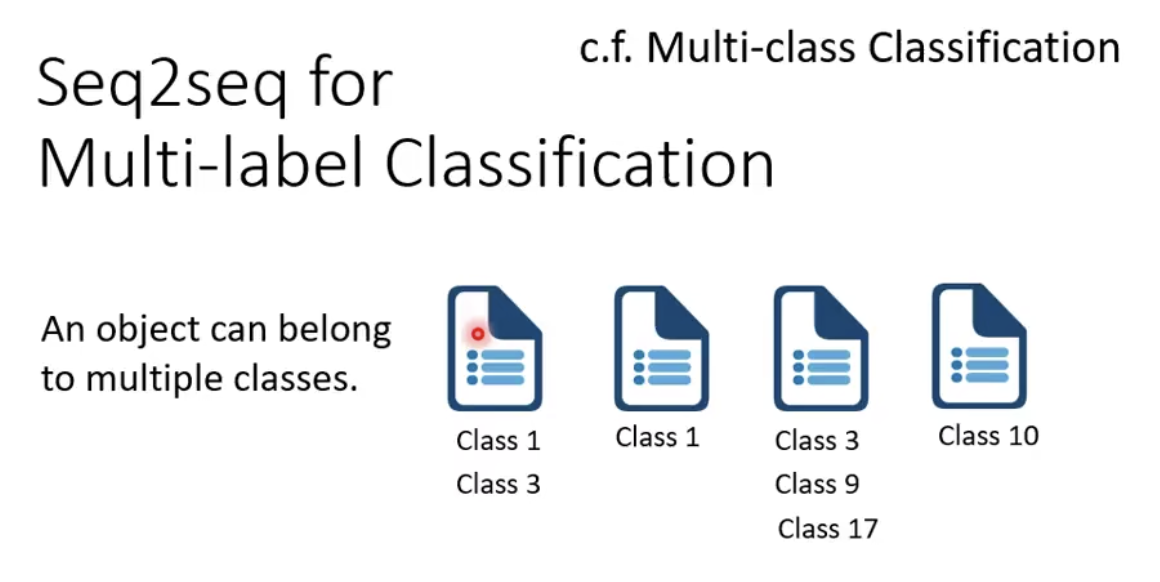 c.f. Multi-class Classification
Seq2seq for
Multi-label Classification
An object can belong
to multiple classes.
Class 1
Class 3
Class 1
Class 3
Class 9
Class 17
Class 10